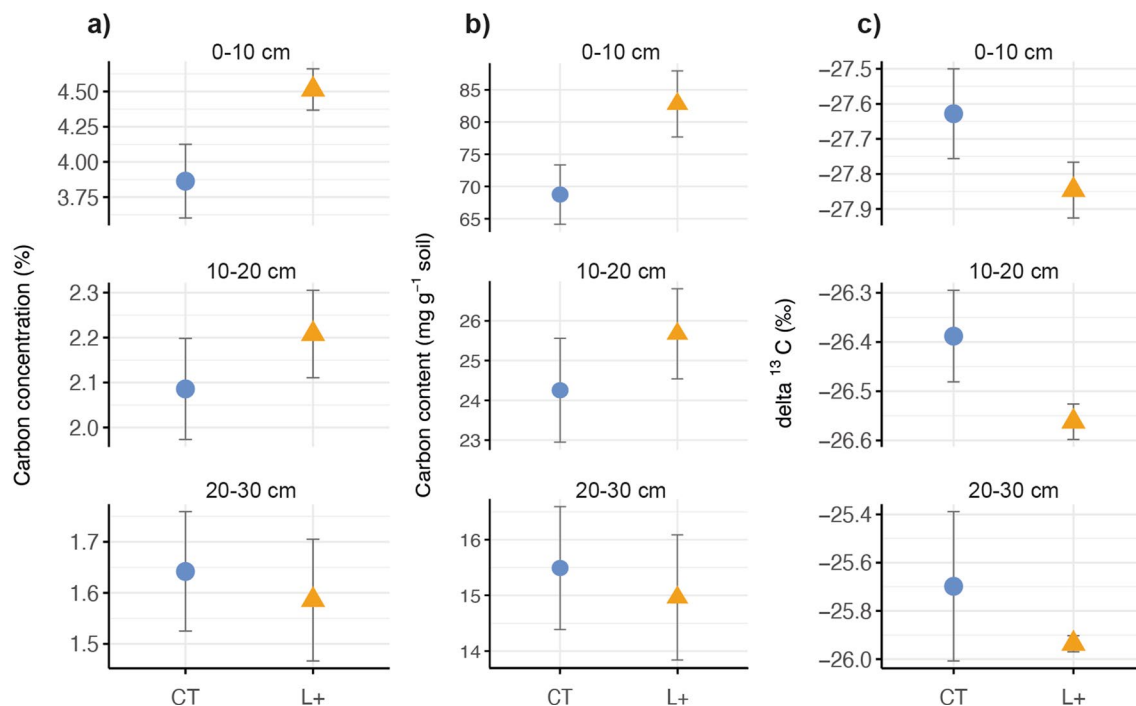 a)
0-10 cm
4.50
4.25
4.00
3.75
10-20 cm
2.3
2.2
2.1
2.0
20-30 cm
1.7
1.6
1.5
CT L+
Carbon concentration (%)
b)
0-10 cm
85
80
75
70
65
10-20 cm
26
25
24
23
20-30 cm
16
15
14
CT L+
Carbon content (mg g⁻¹ soil)
c)
0-10 cm
−27.5
−27.6
−27.7
−27.8
−27.9
10-20 cm
−26.3
−26.4
−26.5
−26.6
20-30 cm
−25.4
−25.6
−25.8
−26.0
CT L+
delta ¹³ C (‰)